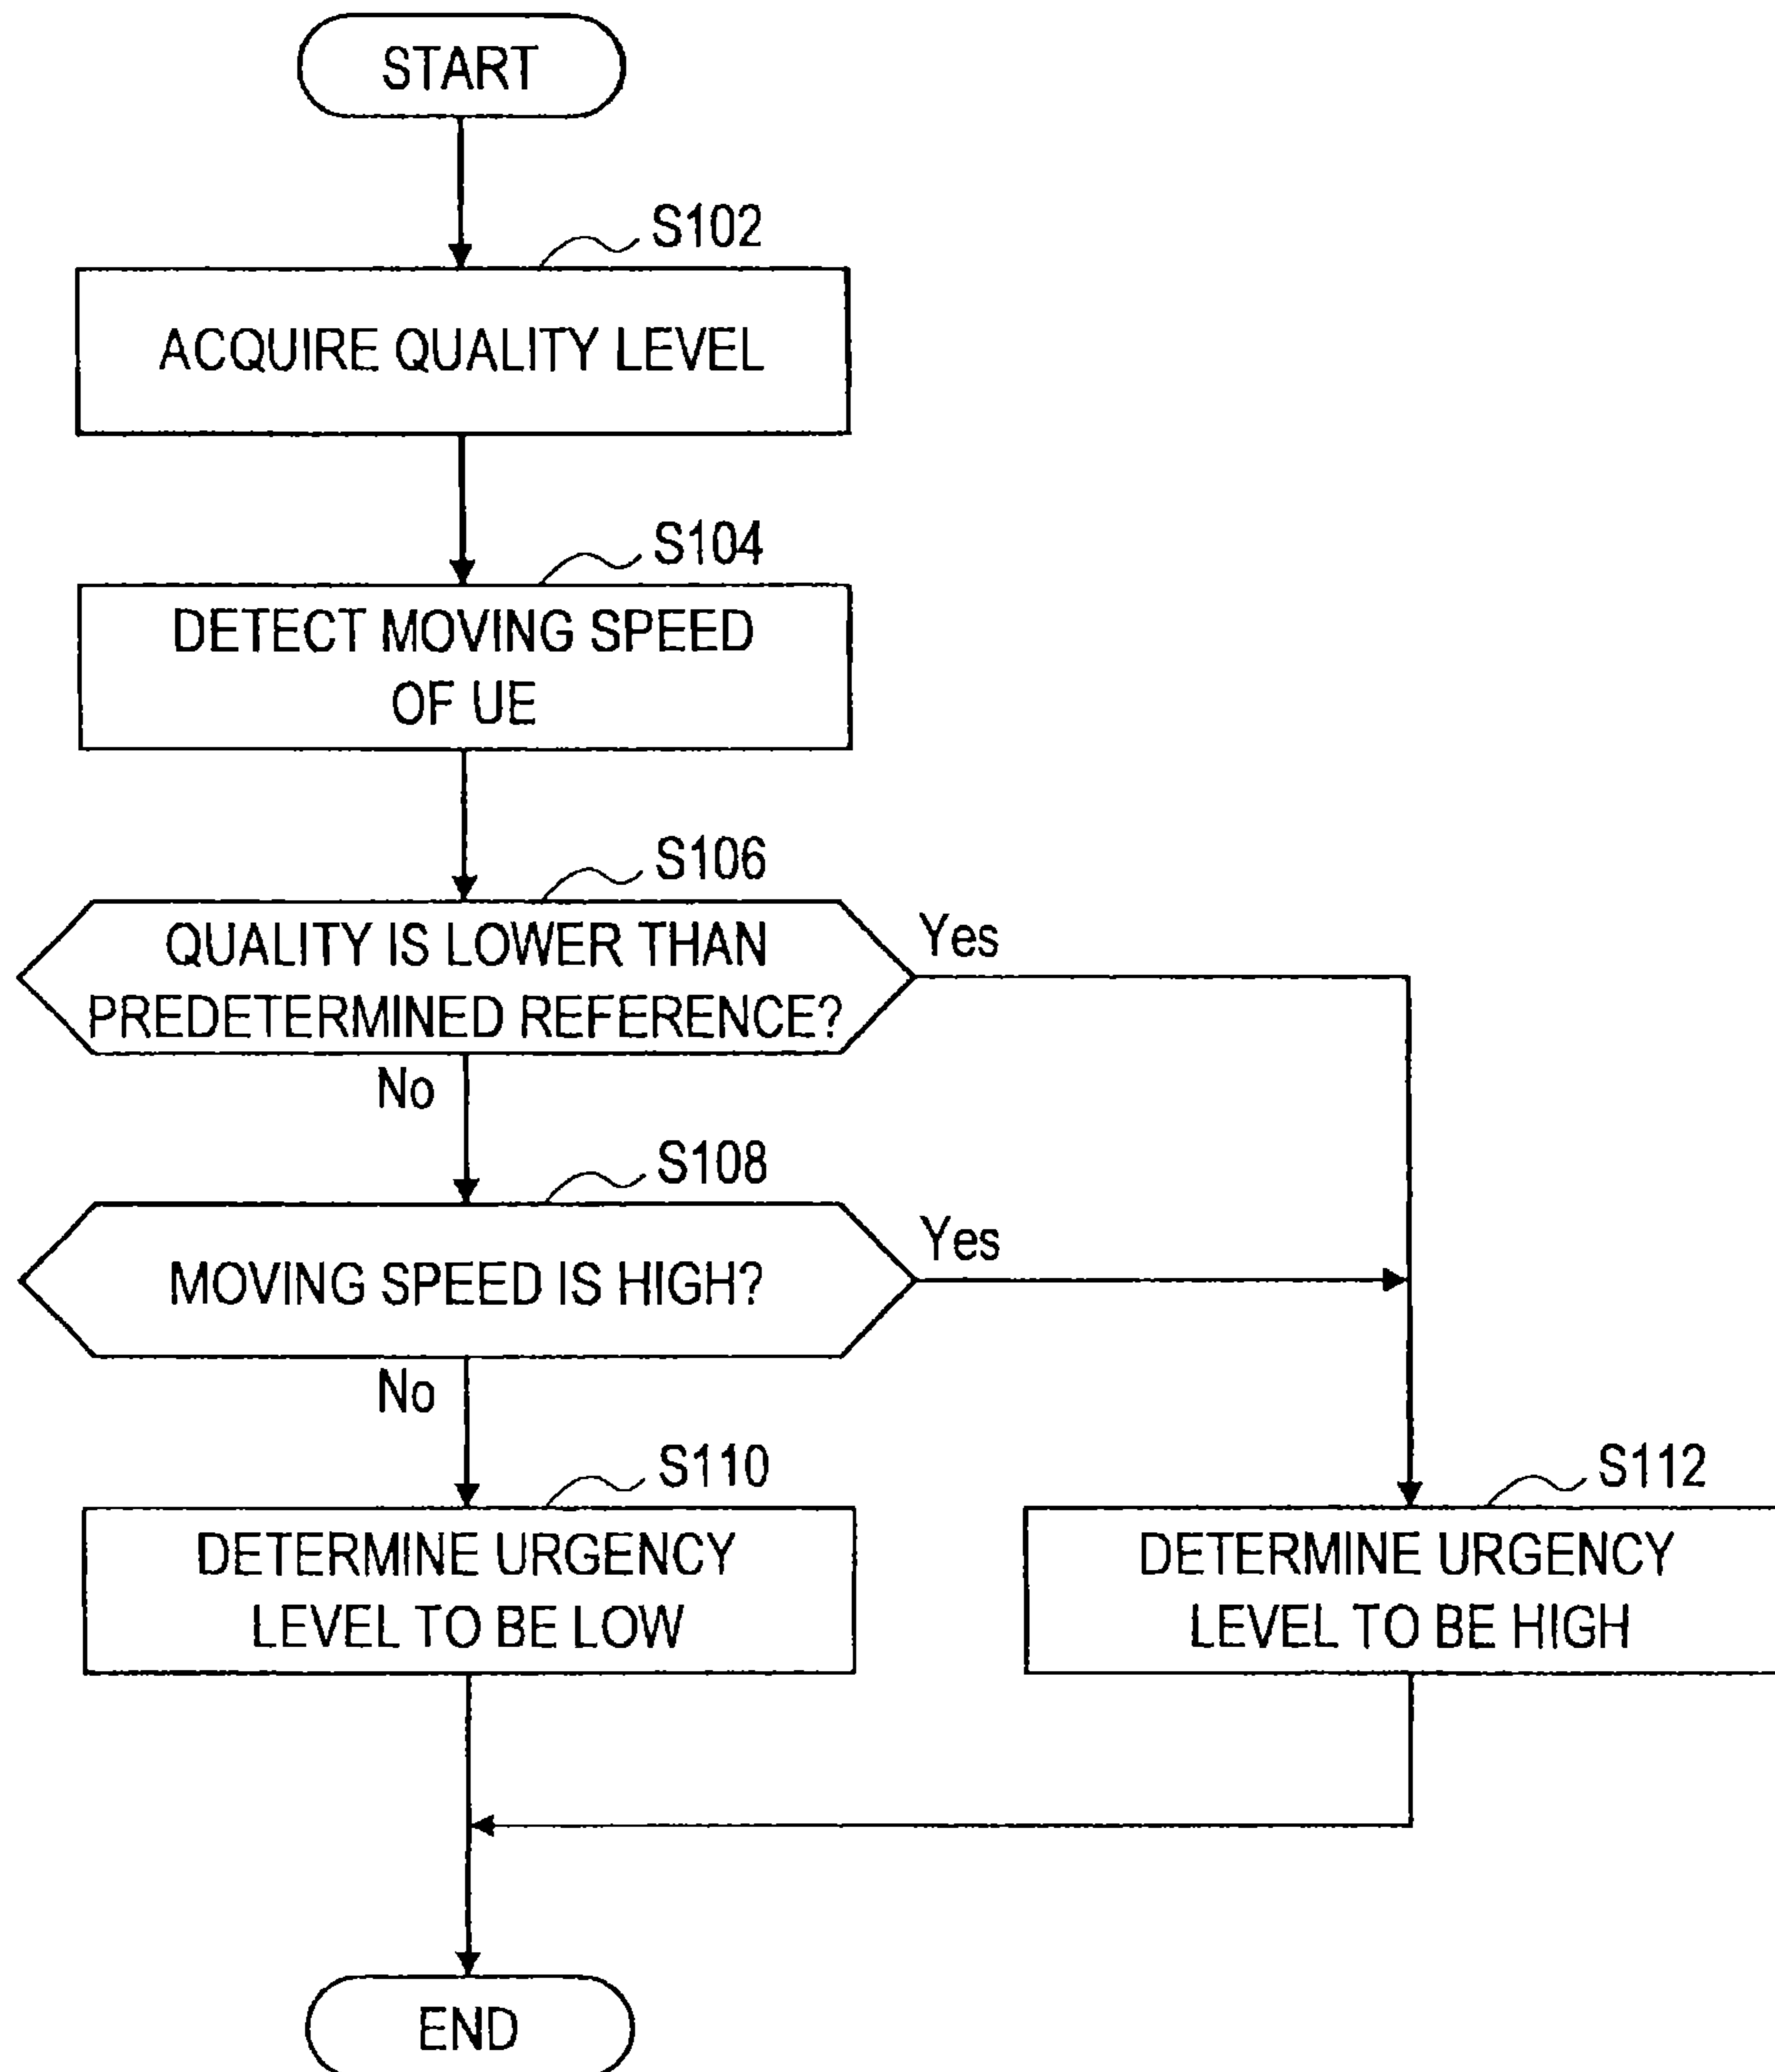 START
S102
ACQUIRE QUALITY LEVEL
S104
DETECT MOVING SPEED
OF UE
S106
QUALITY IS LOWER THAN
PREDETERMINED REFERENCE?
Yes
No
S108
MOVING SPEED IS HIGH?
Yes
No
S110
DETERMINE URGENCY
LEVEL TO BE LOW
S112
DETERMINE URGENCY
LEVEL TO BE HIGH
END